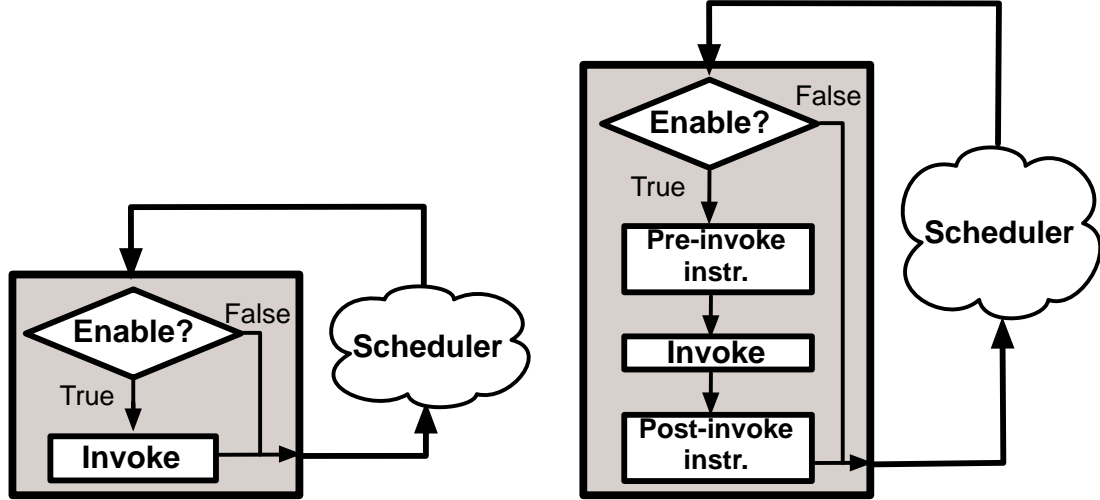 Enable?
False
True
Invoke
Scheduler
Enable?
False
True
Pre-invoke
instr.
Invoke
Post-invoke
instr.
Scheduler